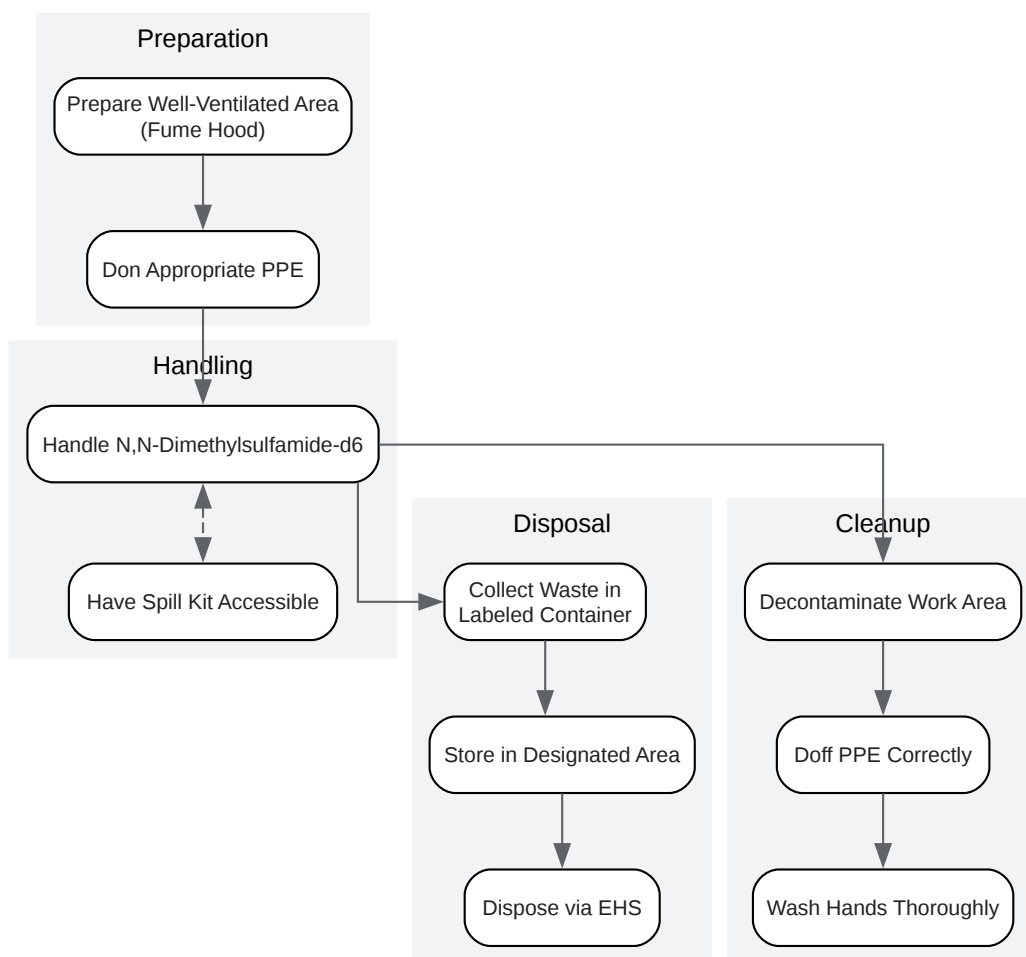 Preparation
Prepare Well-Ventilated Area
(Fume Hood)
Don Appropriate PPE
Handling
Handle N,N-Dimethylsulfamide-d6
Have Spill Kit Accessible
Disposal
Collect Waste in
Labeled Container
Store in Designated Area
Dispose via EHS
Cleanup
Decontaminate Work Area
Doff PPE Correctly
Wash Hands Thoroughly